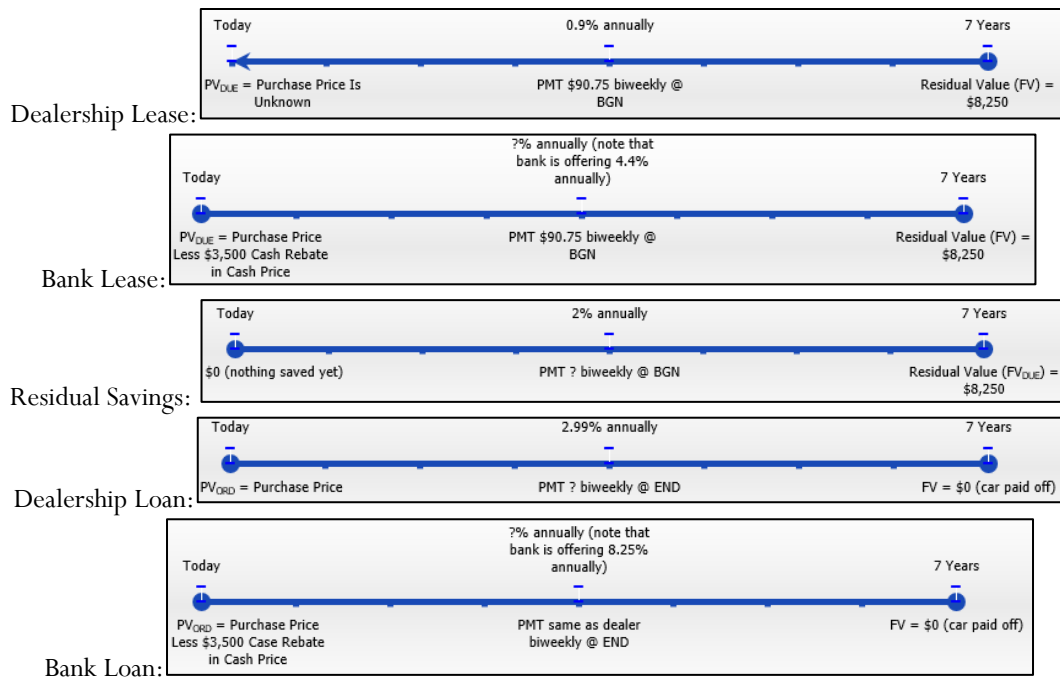 Today
0.9% annually
7 Years
PV_DUE = Purchase Price Is
Unknown
PMT $90.75 biweekly @
BGN
Residual Value (FV) =
$8,250
Dealership Lease:
?% annually (note that
bank is offering 4.4%
annually)
Today
7 Years
PV_DUE = Purchase Price
Less $3,500 Cash Rebate
in Cash Price
PMT $90.75 biweekly @
BGN
Residual Value (FV) =
$8,250
Bank Lease:
Today
2% annually
7 Years
$0 (nothing saved yet)
PMT ? biweekly @ BGN
Residual Value (FV_DUE) =
$8,250
Residual Savings:
Today
2.99% annually
7 Years
PV_ORD = Purchase Price
PMT ? biweekly @ END
FV = $0 (car paid off)
Dealership Loan:
?% annually (note that
bank is offering 8.25%
annually)
Today
7 Years
PV_ORD = Purchase Price
Less $3,500 Case Rebate
in Cash Price
PMT same as dealer
biweekly @ END
FV = $0 (car paid off)
Bank Loan: